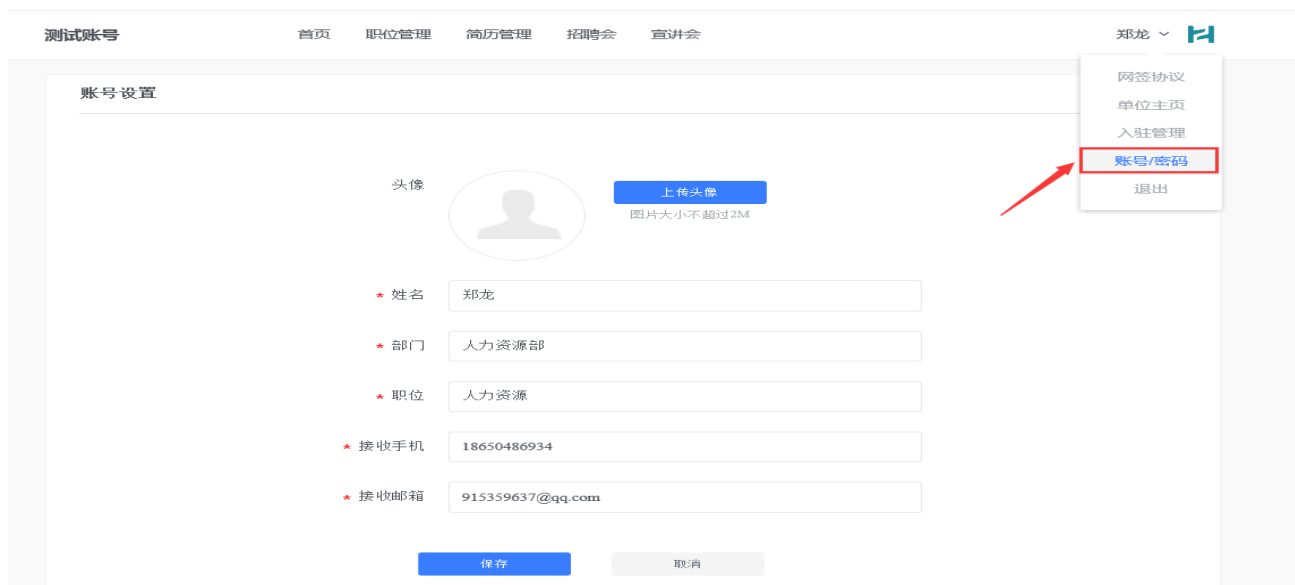 测试账号 首页 职位管理 简历管理 招聘会 宣讲会 郑龙
网签协议
单位主页
入驻管理
账号/密码
退出
账号设置
头像
上传头像
图片大小不超过2M
* 姓名 郑龙
* 部门 人力资源部
* 职位 人力资源
* 接收手机 18650486934
* 接收邮箱 915359637@qq.com
保存 取消